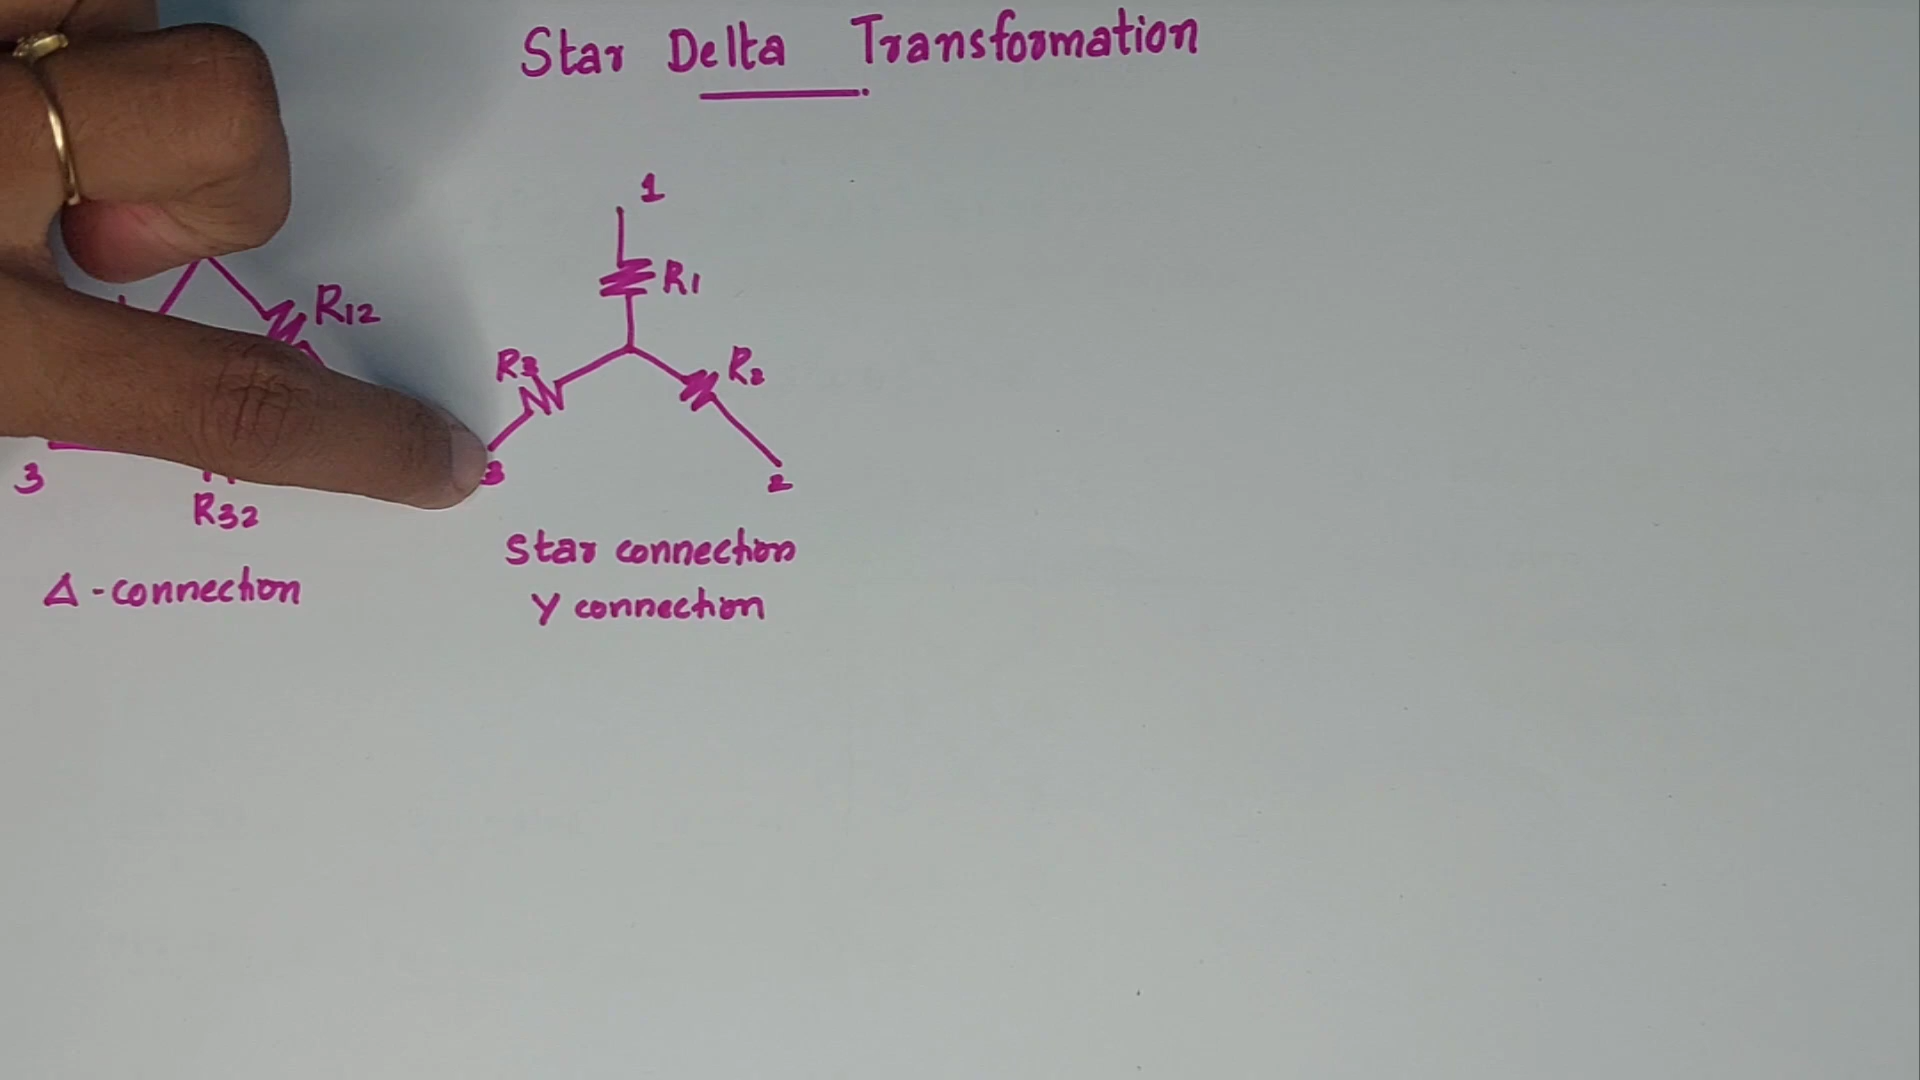 Star Delta Transformation
1
R1
R12
R3
R2
3
3
2
R32
Star connection
Δ-connection
Y connection